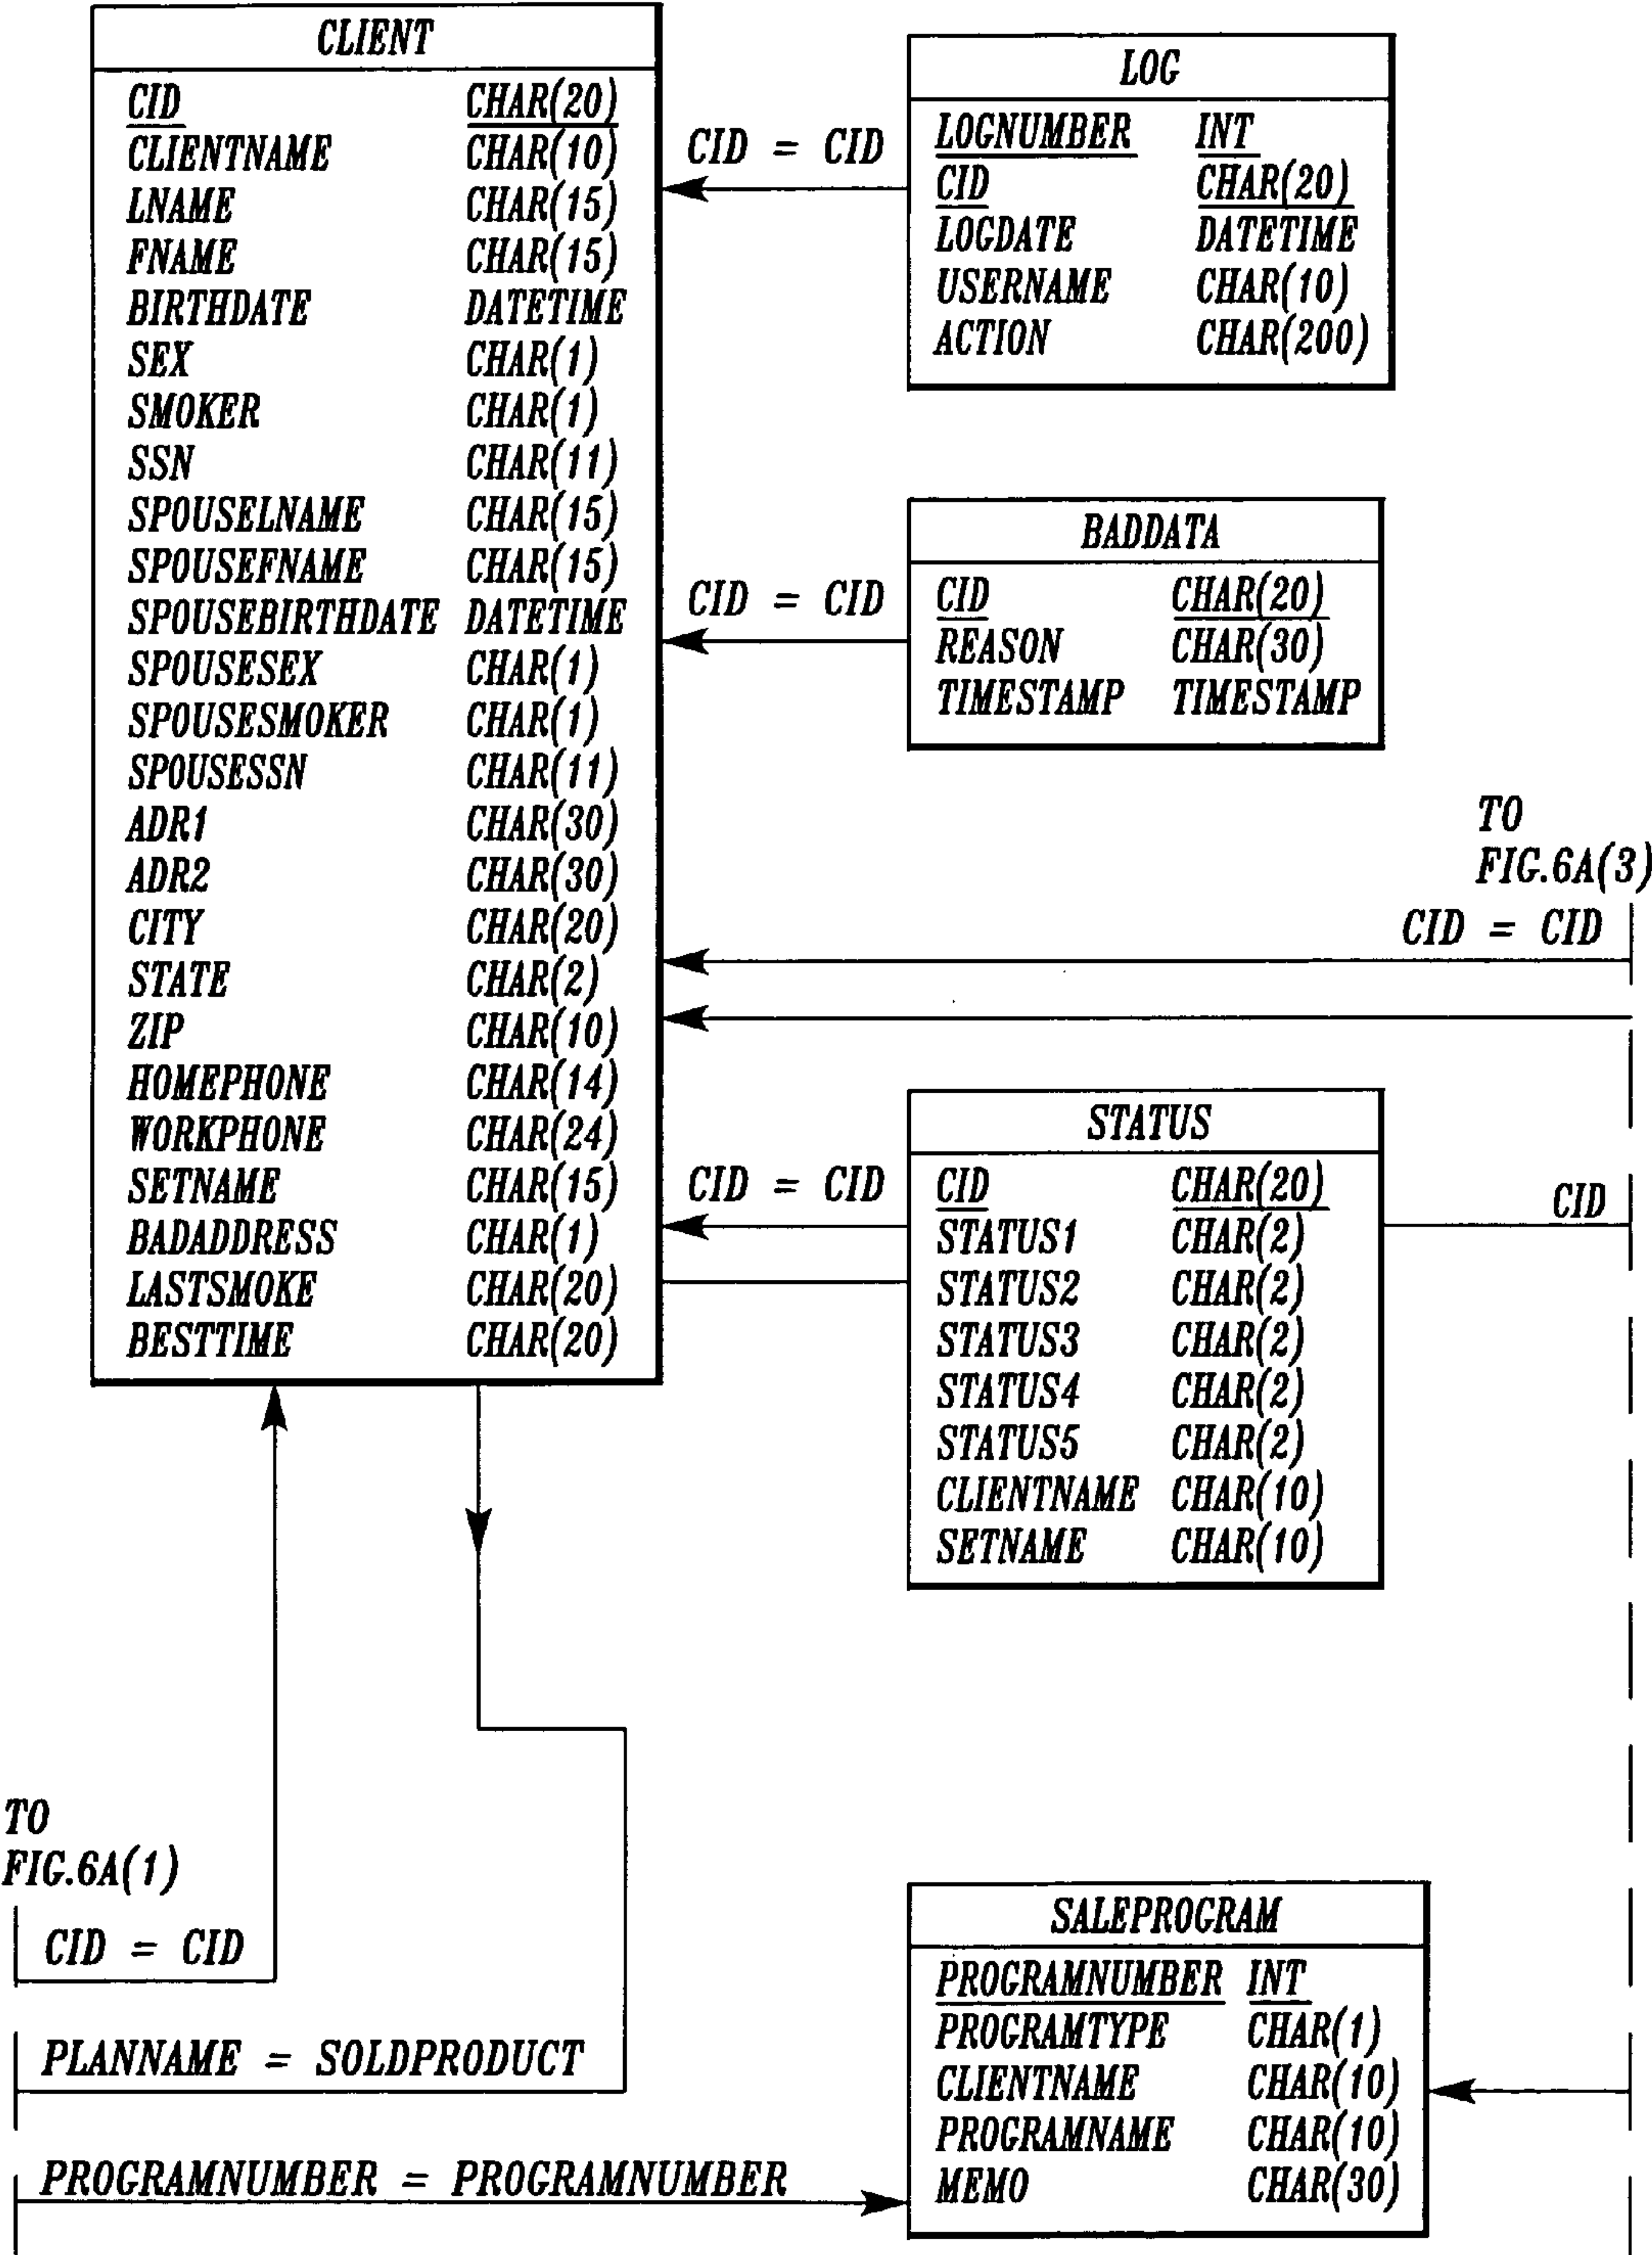 CLIENT
CID CHAR(20)
CLIENTNAME CHAR(10)
LNAME CHAR(15)
FNAME CHAR(15)
BIRTHDATE DATETIME
SEX CHAR(1)
SMOKER CHAR(1)
SSN CHAR(11)
SPOUSELNAME CHAR(15)
SPOUSEFNAME CHAR(15)
SPOUSEBIRTHDATE DATETIME
SPOUSESEX CHAR(1)
SPOUSESMOKER CHAR(1)
SPOUSESSN CHAR(11)
ADR1 CHAR(30)
ADR2 CHAR(30)
CITY CHAR(20)
STATE CHAR(2)
ZIP CHAR(10)
HOMEPHONE CHAR(14)
WORKPHONE CHAR(24)
SETNAME CHAR(15)
BADADDRESS CHAR(1)
LASTSMOKE CHAR(20)
BESTTIME CHAR(20)
CID = CID
LOG
LOGNUMBER INT
CID CHAR(20)
LOGDATE DATETIME
USERNAME CHAR(10)
ACTION CHAR(200)
CID = CID
BADDATA
CID CHAR(20)
REASON CHAR(30)
TIMESTAMP TIMESTAMP
TO
FIG.6A(3)
CID = CID
CID = CID
STATUS
CID CHAR(20)
STATUS1 CHAR(2)
STATUS2 CHAR(2)
STATUS3 CHAR(2)
STATUS4 CHAR(2)
STATUS5 CHAR(2)
CLIENTNAME CHAR(10)
SETNAME CHAR(10)
CID
TO
FIG.6A(1)
CID = CID
PLANNAME = SOLDPRODUCT
PROGRAMNUMBER = PROGRAMNUMBER
SALEPROGRAM
PROGRAMNUMBER INT
PROGRAMTYPE CHAR(1)
CLIENTNAME CHAR(10)
PROGRAMNAME CHAR(10)
MEMO CHAR(30)